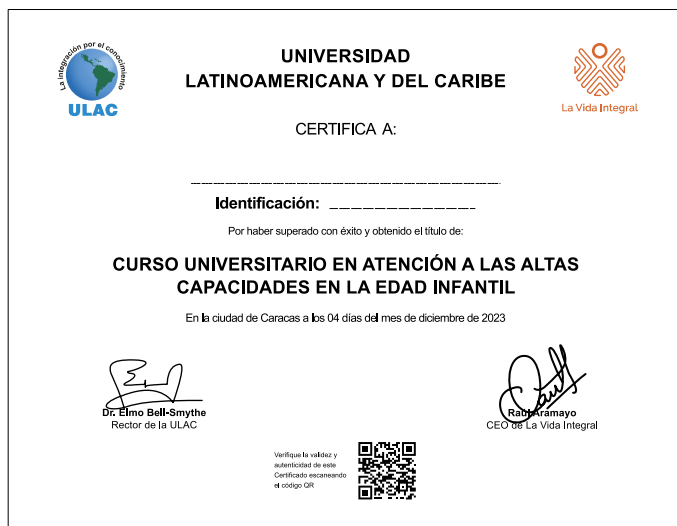 La integración por el conocimiento
ULAC
UNIVERSIDAD
LATINOAMERICANA Y DEL CARIBE
La Vida Integral
CERTIFICA A:
Identificación:
Por haber superado con éxito y obtenido el título de:
CURSO UNIVERSITARIO EN ATENCIÓN A LAS ALTAS
CAPACIDADES EN LA EDAD INFANTIL
En la ciudad de Caracas a los 04 días del mes de diciembre de 2023
Dr. Elmo Bell-Smythe
Rector de la ULAC
Raúl Aramayo
CEO de La Vida Integral
Verifique la validez y
autenticidad de este
Certificado escaneando
el código QR